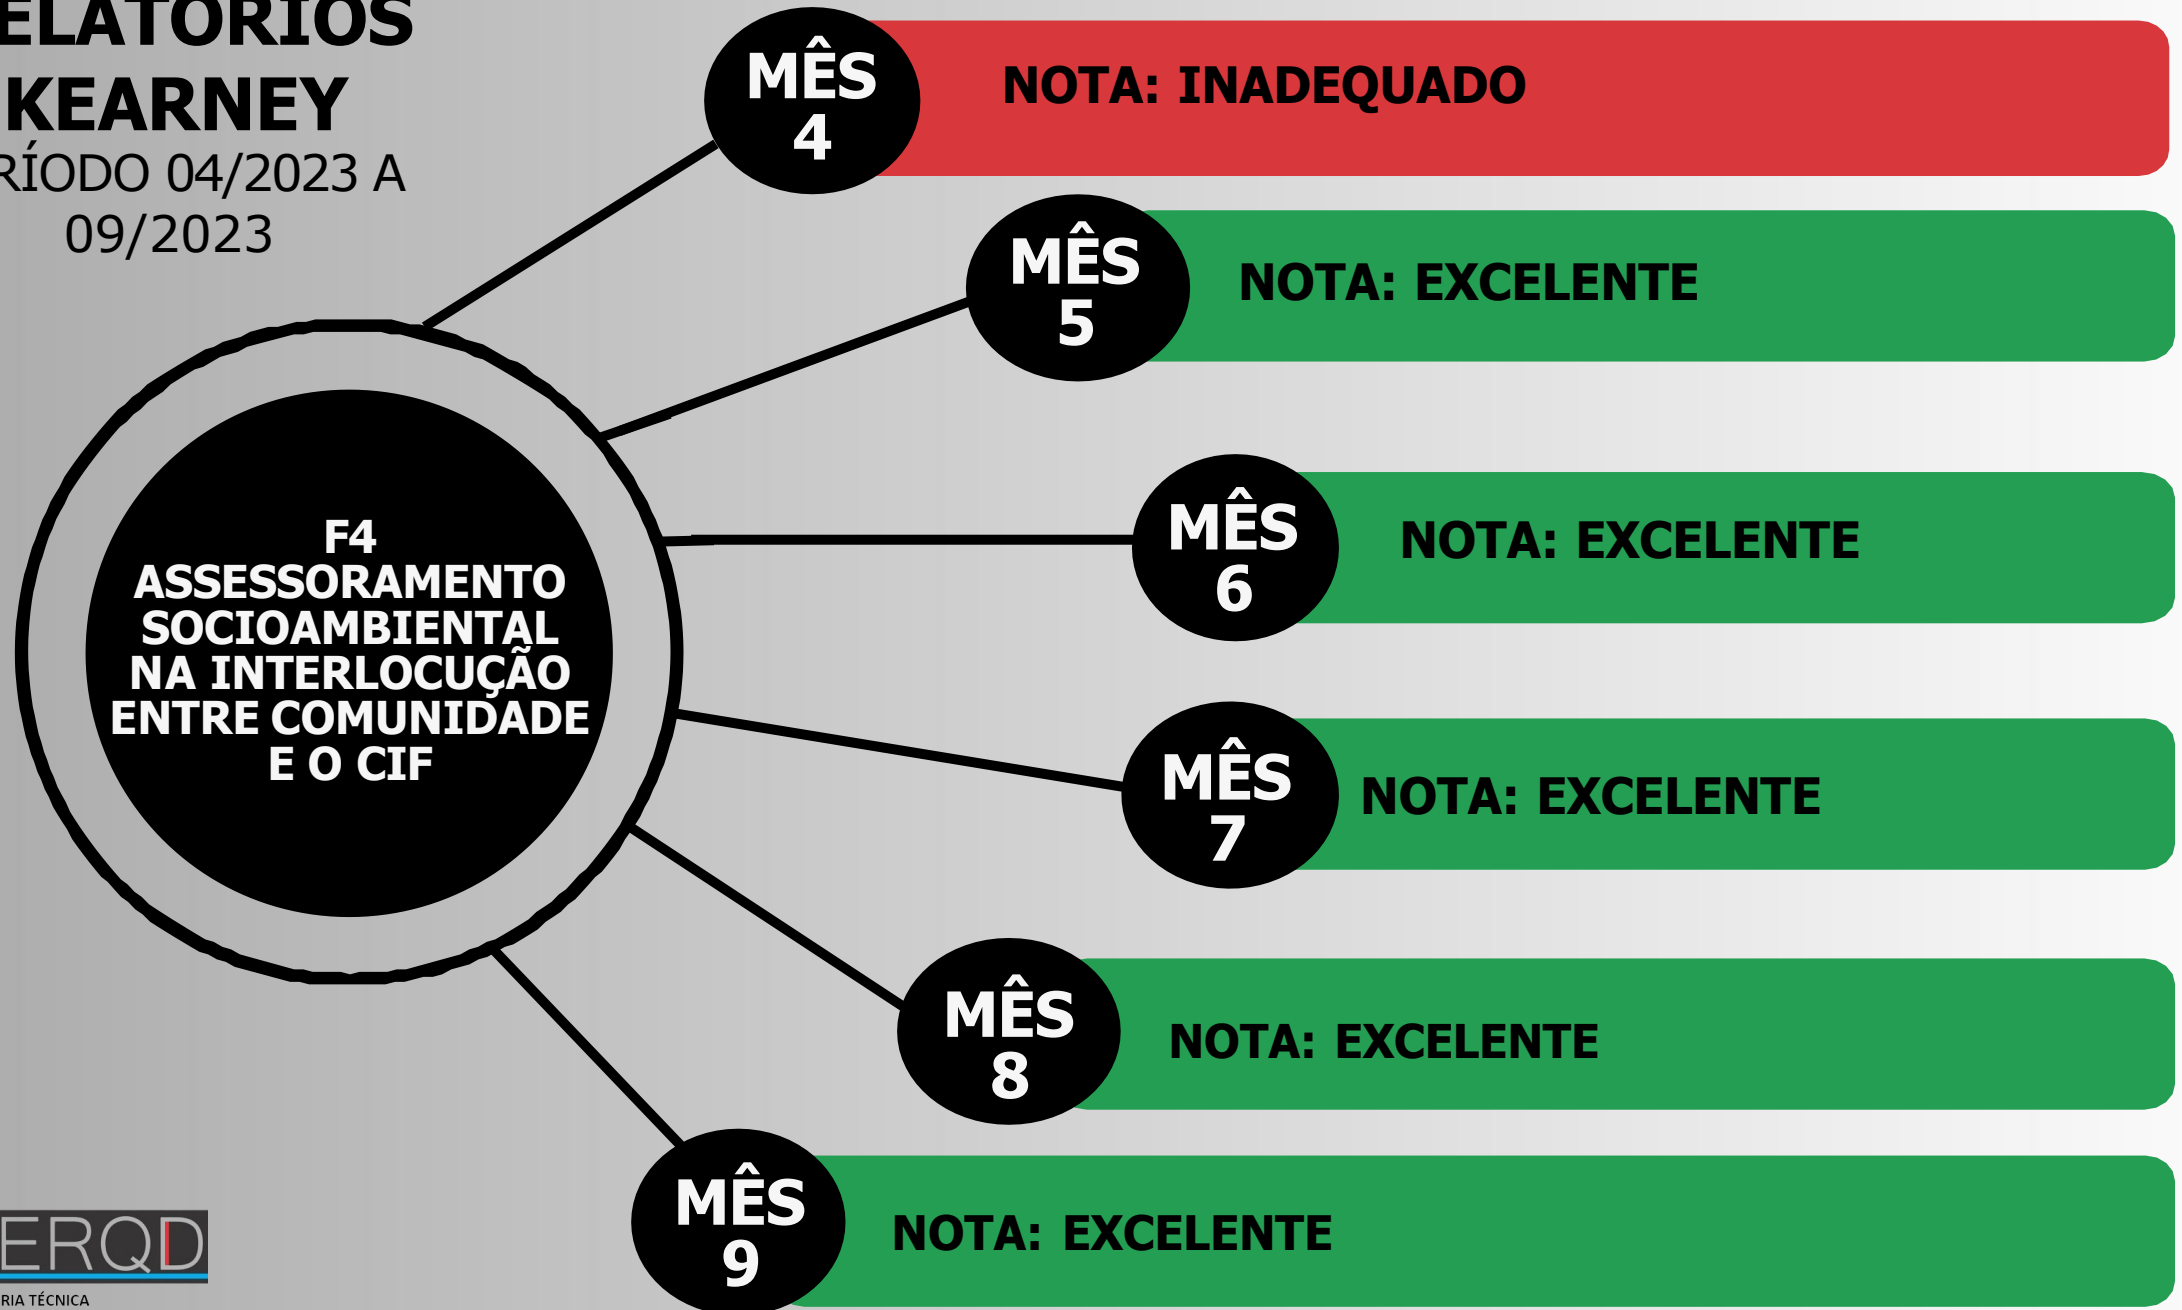 ELATÓRIOS
KEARNEY
RÍODO 04/2023 A
09/2023
MÊS
4
NOTA: INADEQUADO
MÊS
5
NOTA: EXCELENTE
MÊS
6
NOTA: EXCELENTE
F4
ASSESSORAMENTO
SOCIOAMBIENTAL
NA INTERLOCUÇÃO
ENTRE COMUNIDADE
E O CIF
MÊS
7
NOTA: EXCELENTE
MÊS
8
NOTA: EXCELENTE
MÊS
9
NOTA: EXCELENTE
ERQD
RIA TÉCNICA